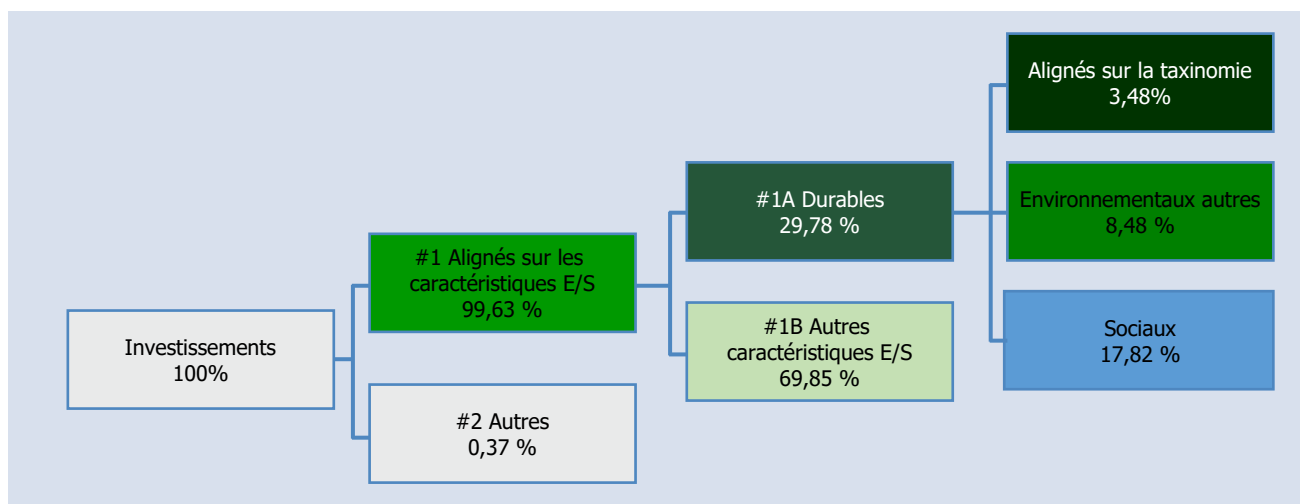 Investissements
100%
#1 Alignés sur les
caractéristiques E/S
99,63 %
#2 Autres
0,37 %
#1A Durables
29,78 %
#1B Autres
caractéristiques E/S
69,85 %
Alignés sur la taxinomie
3,48%
Environnementaux autres
8,48 %
Sociaux
17,82 %